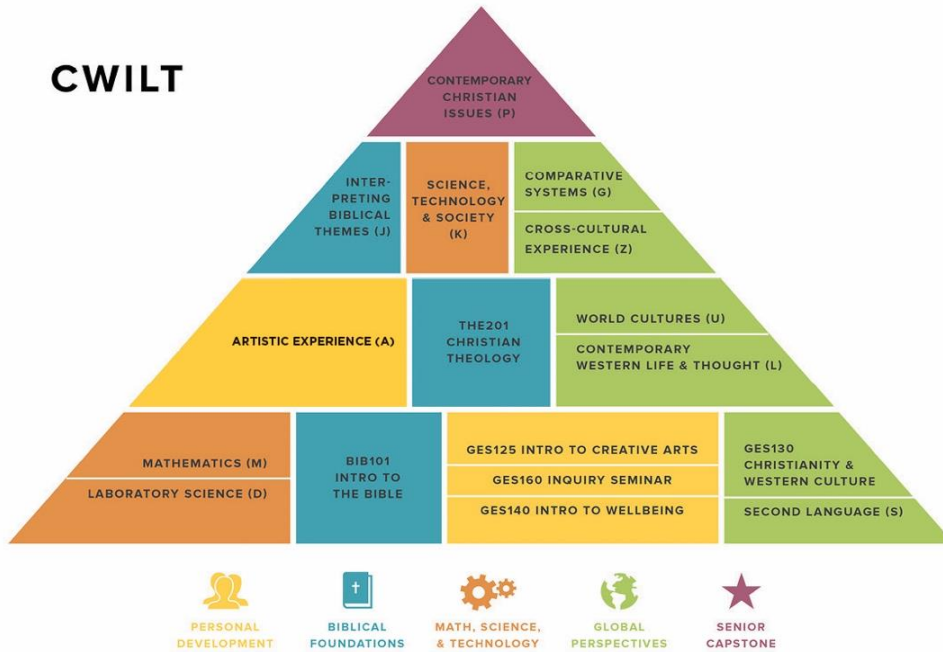 CWILT
CONTEMPORARY
CHRISTIAN
ISSUES (P)
INTER-
PRETING
BIBLICAL
THEMES (J)
SCIENCE,
TECHNOLOGY
& SOCIETY
(K)
COMPARATIVE
SYSTEMS (G)
CROSS-CULTURAL
EXPERIENCE (Z)
ARTISTIC EXPERIENCE (A)
THE201
CHRISTIAN
THEOLOGY
WORLD CULTURES (U)
CONTEMPORARY
WESTERN LIFE & THOUGHT (L)
MATHEMATICS (M)
LABORATORY SCIENCE (D)
BIB101
INTRO TO
THE BIBLE
GES125 INTRO TO CREATIVE ARTS
GES160 INQUIRY SEMINAR
GES140 INTRO TO WELLBEING
GES130
CHRISTIANITY &
WESTERN CULTURE
SECOND LANGUAGE (S)
PERSONAL
DEVELOPMENT
BIBLICAL
FOUNDATIONS
MATH, SCIENCE,
& TECHNOLOGY
GLOBAL
PERSPECTIVES
SENIOR
CAPSTONE